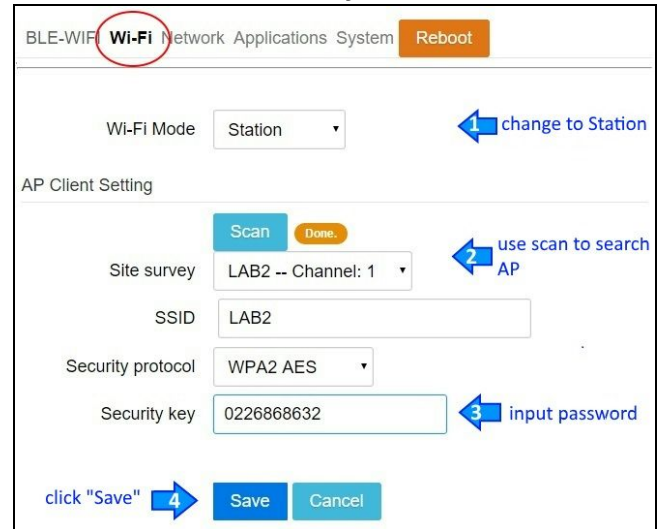 BLE-WIFI Wi-Fi Network Applications System Reboot
Wi-Fi Mode Station 1 change to Station
AP Client Setting
Scan Done.
Site survey LAB2 -- Channel: 1 2 use scan to search AP
SSID LAB2
Security protocol WPA2 AES
Security key 0226868632 3 input password
click "Save" 4 Save Cancel